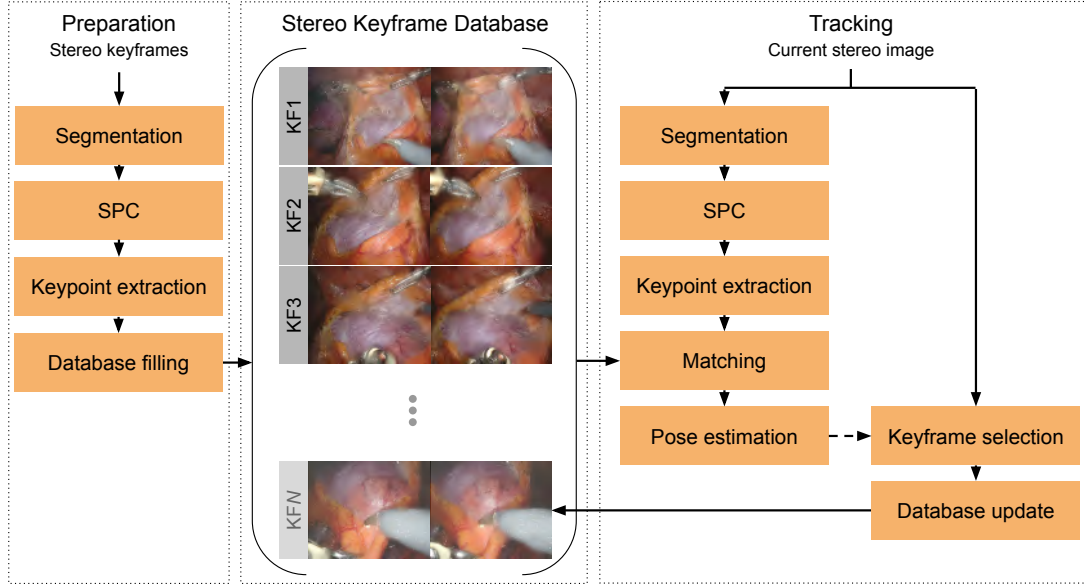 Preparation
Stereo keyframes
Segmentation
SPC
Keypoint extraction
Database filling
Stereo Keyframe Database
KF1
KF2
KF3
KFN
Tracking
Current stereo image
Segmentation
SPC
Keypoint extraction
Matching
Pose estimation
Keyframe selection
Database update